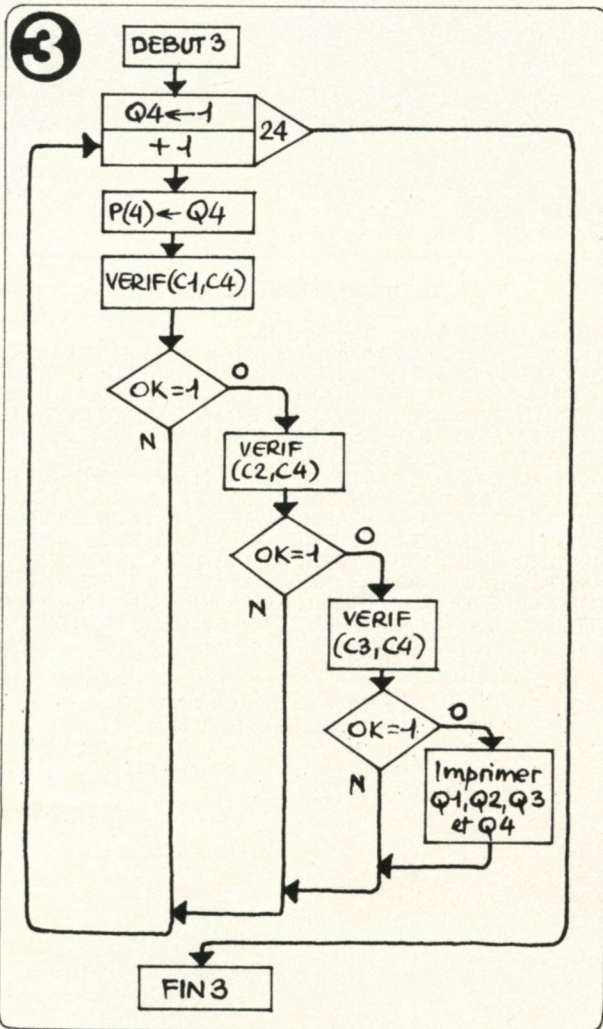 3
DEBUT 3
Q4←1
+1
24
P(4)←Q4
VERIF(C1,C4)
OK=1
O
N
VERIF
(C2,C4)
OK=1
O
N
VERIF
(C3,C4)
OK=1
O
N
Imprimer
Q1,Q2,Q3
et Q4
FIN 3